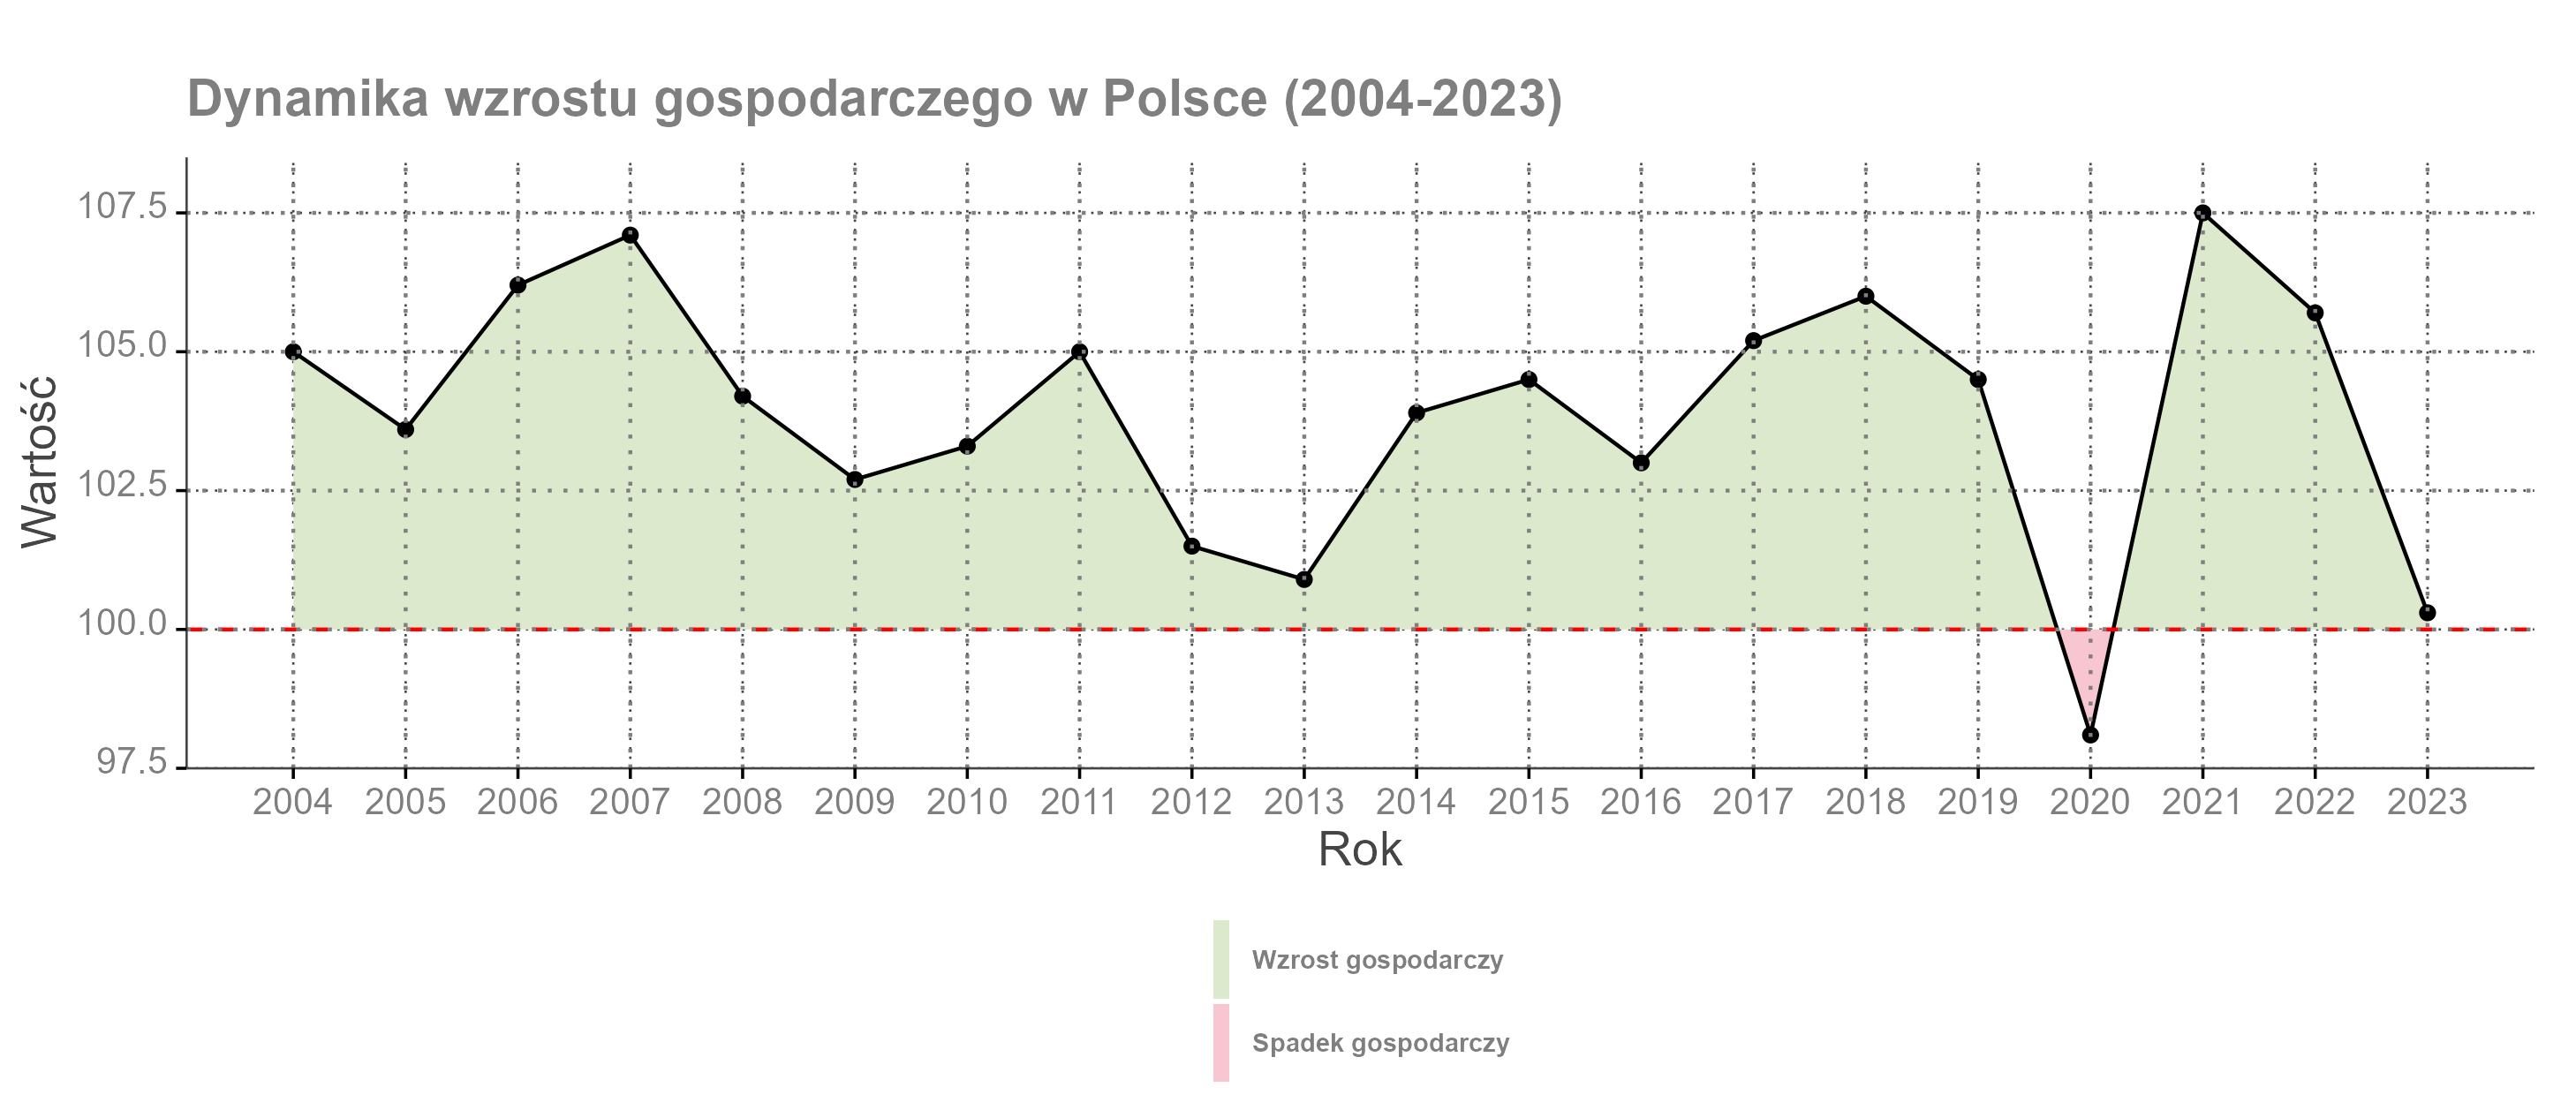 Dynamika wzrostu gospodarczego w Polsce (2004-2023)
Wartość
107.5
105.0
102.5
100.0
97.5
2004 2005 2006 2007 2008 2009 2010 2011 2012 2013 2014 2015 2016 2017 2018 2019 2020 2021 2022 2023
Rok
Wzrost gospodarczy
Spadek gospodarczy